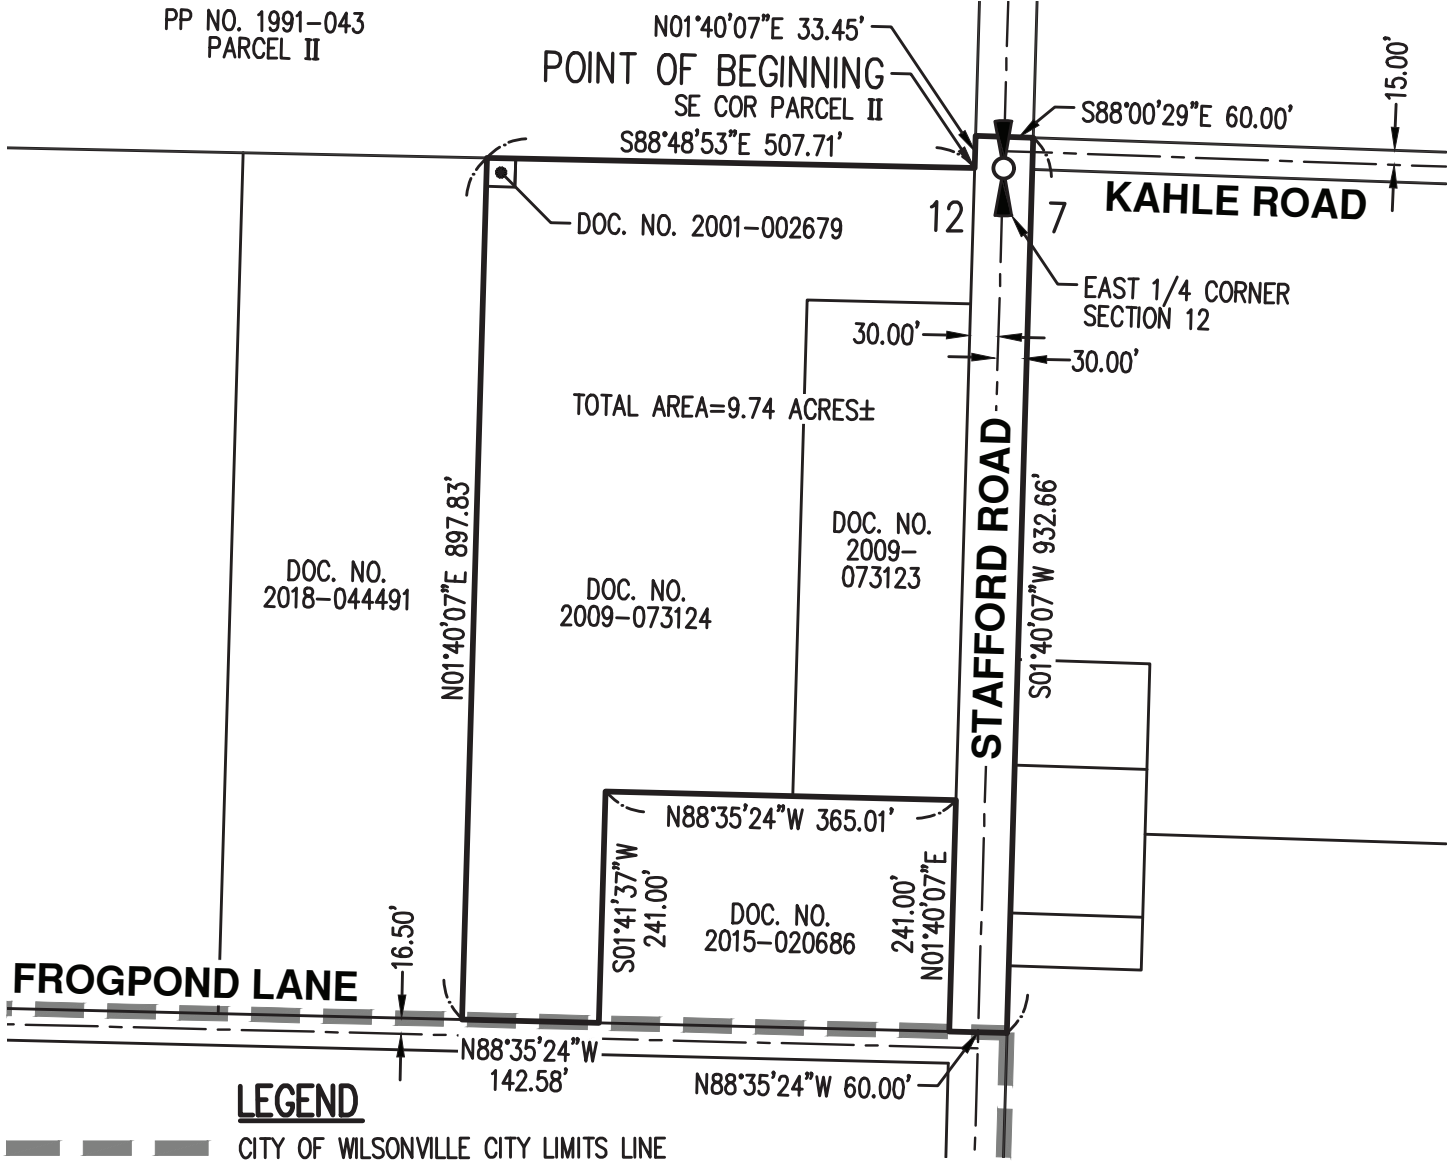 PP NO. 1991-043
PARCEL II
N01°40'07"E 33.45'
POINT OF BEGINNING
SE COR PARCEL II
S88°48'53"E 507.71'
S88°00'29"E 60.00'
15.00'
KAHLE ROAD
12
7
DOC. NO. 2001-002679
EAST 1/4 CORNER
SECTION 12
30.00'
30.00'
TOTAL AREA=9.74 ACRES±
STAFFORD ROAD
N01°40'07"E 897.83'
S01°40'07"W 932.66'
DOC. NO.
2009-
073123
DOC. NO.
2018-044491
DOC. NO.
2009-073124
N88°35'24"W 365.01'
S01°41'37"W
241.00'
DOC. NO.
2015-020686
241.00'
N01°40'07"E
16.50'
FROGPOND LANE
N88°35'24"W
142.58'
N88°35'24"W 60.00'
LEGEND
CITY OF WILSONVILLE CITY LIMITS LINE